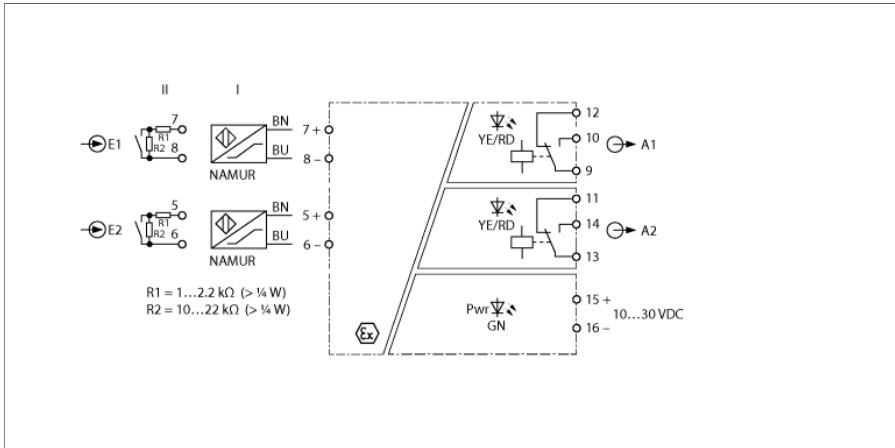 II I
7
R1
R2
8
E1
BN
7 +
BU
8 –
NAMUR
YE/RD
12
10
9
A1
5
R1
R2
6
E2
BN
5 +
BU
6 –
NAMUR
YE/RD
11
14
13
A2
R1 = 1...2.2 kΩ (> ¼ W)
R2 = 10...22 kΩ (> ¼ W)
Ex
Pwr
GN
15 +
16 –
10...30 VDC